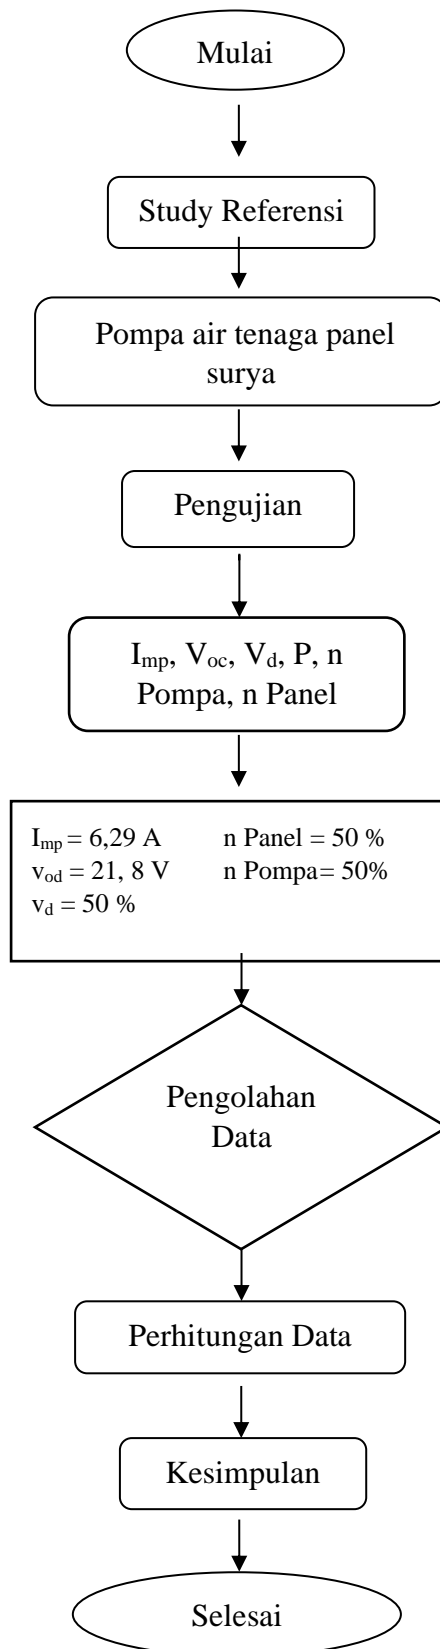 Mulai
Study Referensi
Pompa air tenaga panel
surya
Pengujian
Imp, Voc, Vd, P, n
Pompa, n Panel
Imp = 6,29 A n Panel = 50 %
vod = 21, 8 V n Pompa= 50%
vd = 50 %
Pengolahan
Data
Perhitungan Data
Kesimpulan
Selesai